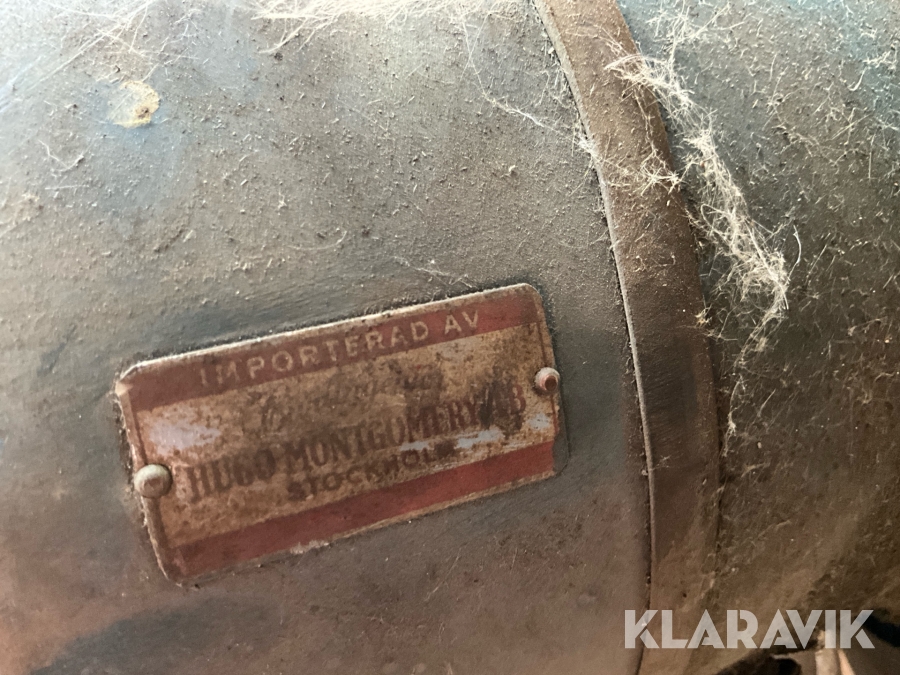 IMPORTERAD AV
HUGO MONTGOMERY AB
STOCKHOLM
KLARAVIK